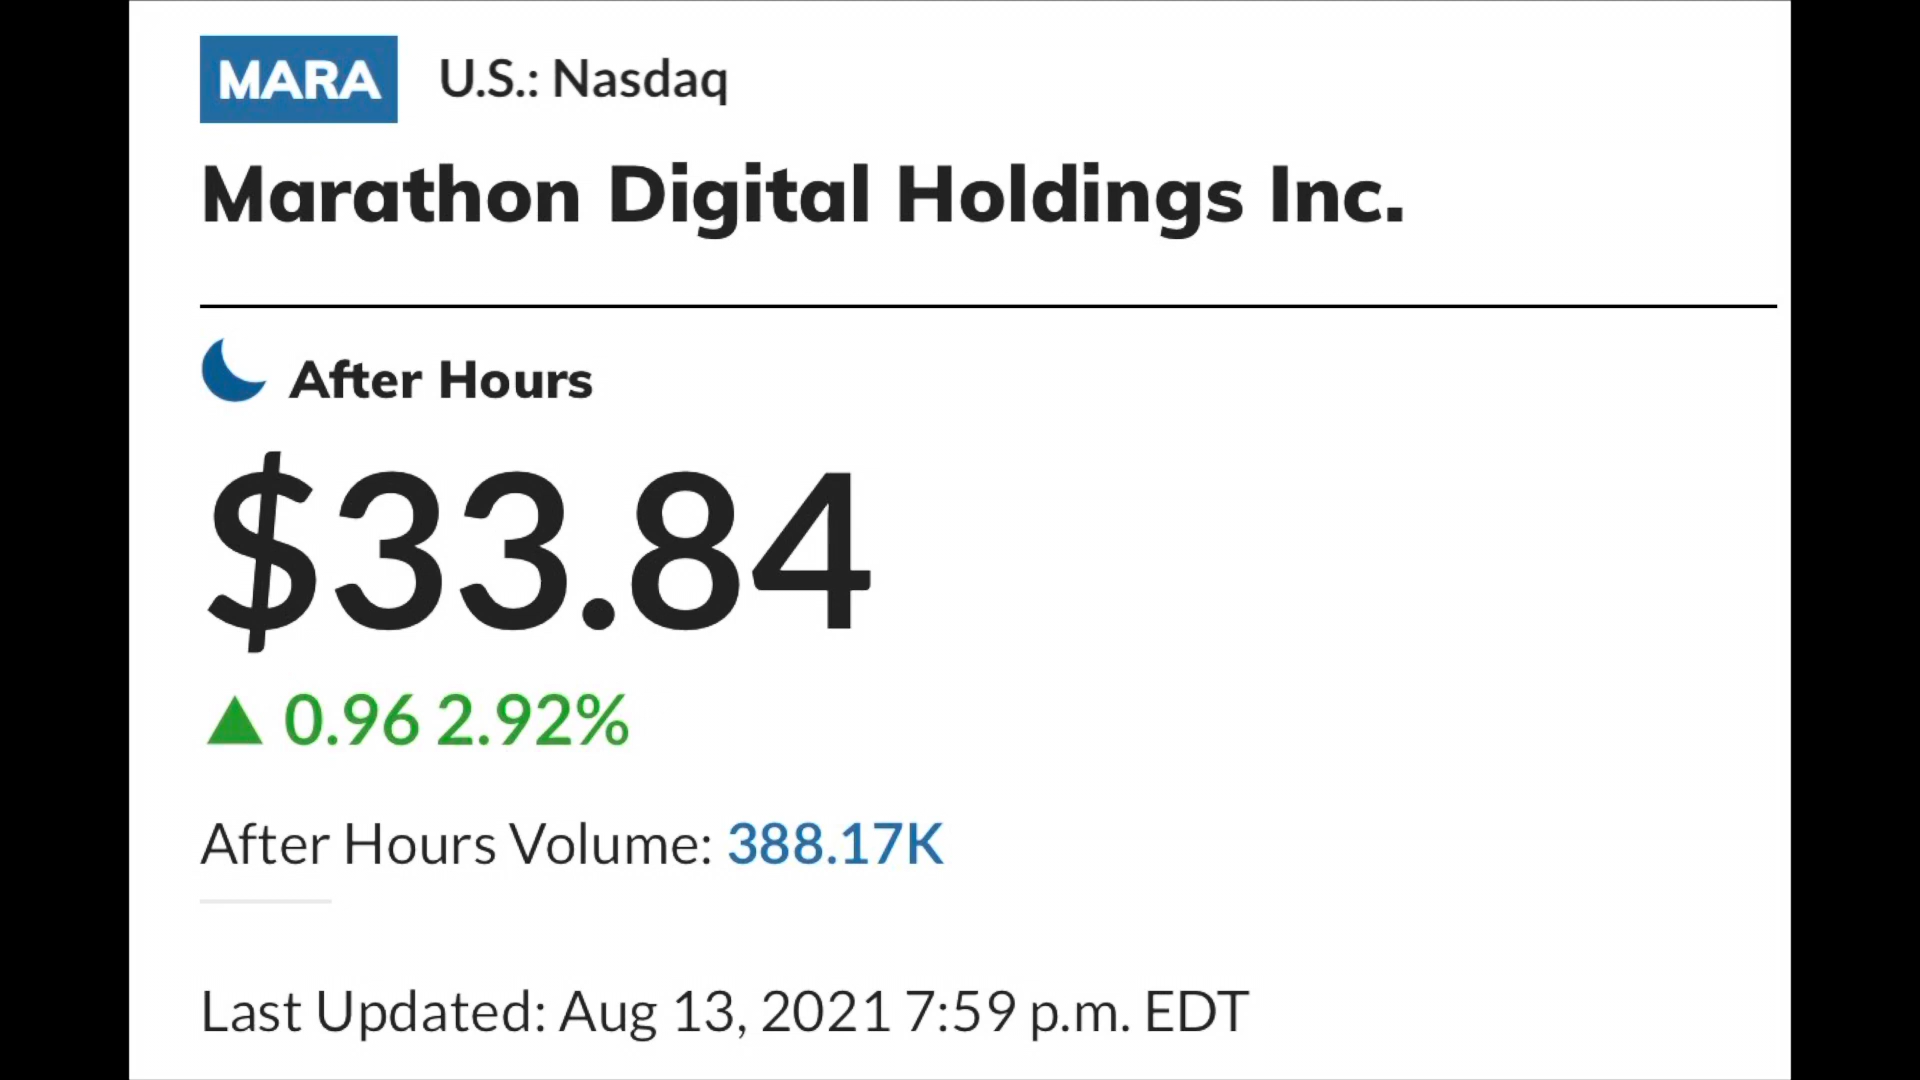 MARA U.S.: Nasdaq
Marathon Digital Holdings Inc.
After Hours
$33.84
▲ 0.96 2.92%
After Hours Volume: 388.17K
Last Updated: Aug 13, 2021 7:59 p.m. EDT